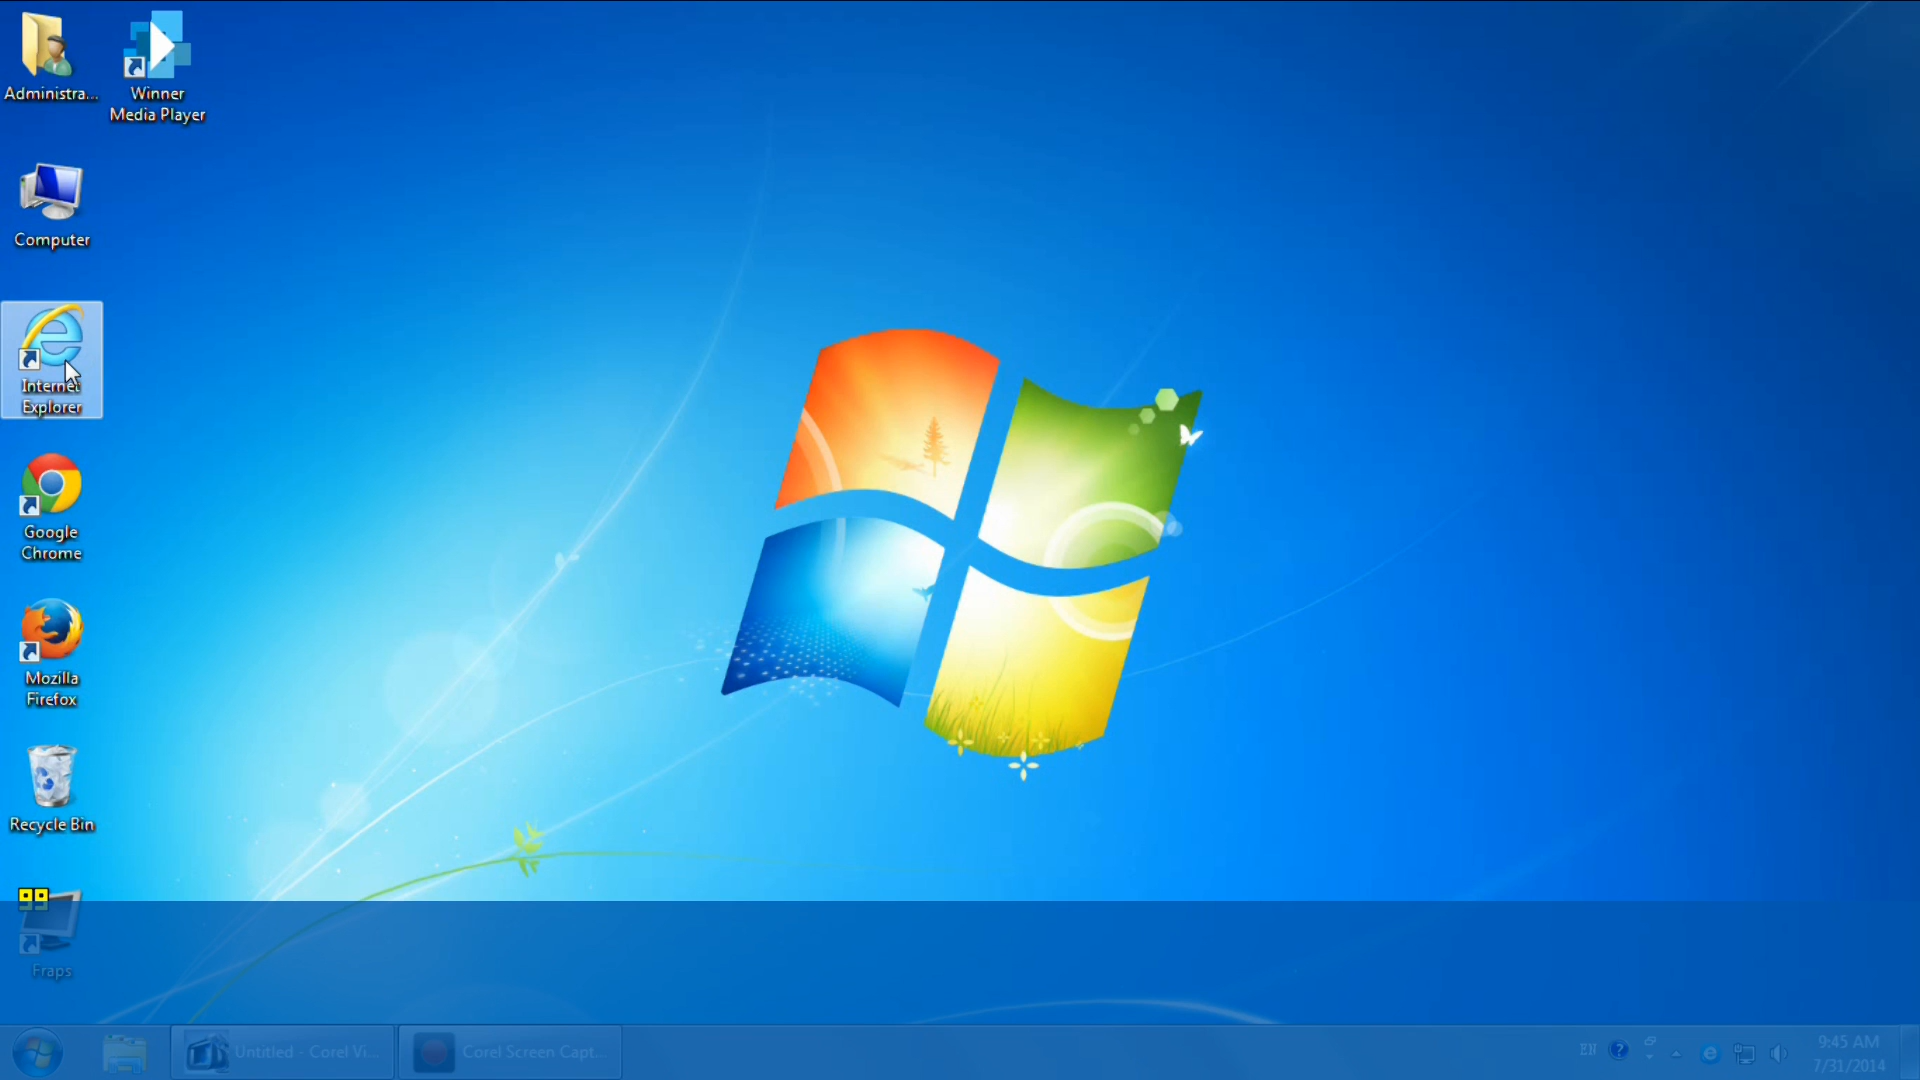 Administra...
Winner
Media Player
Computer
Internet
Explorer
Google
Chrome
Mozilla
Firefox
Recycle Bin
99
Fraps
Untitled - Corel Vi...
Corel Screen Capt...
EN
9:45 AM
7/31/2014